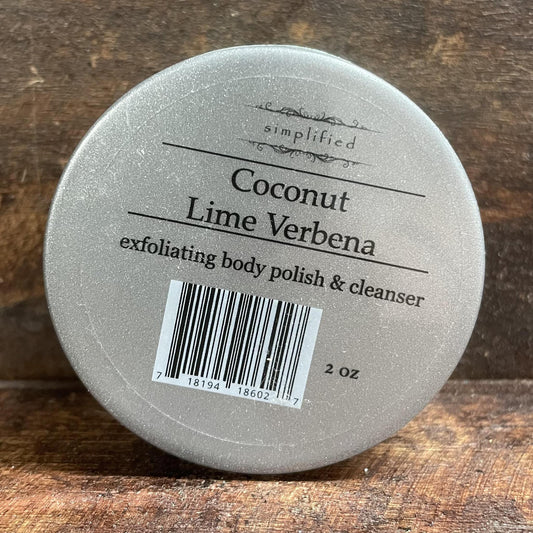 simplified
Coconut
Lime Verbena
exfoliating body polish & cleanser
7 18194 18602 7
2 oz